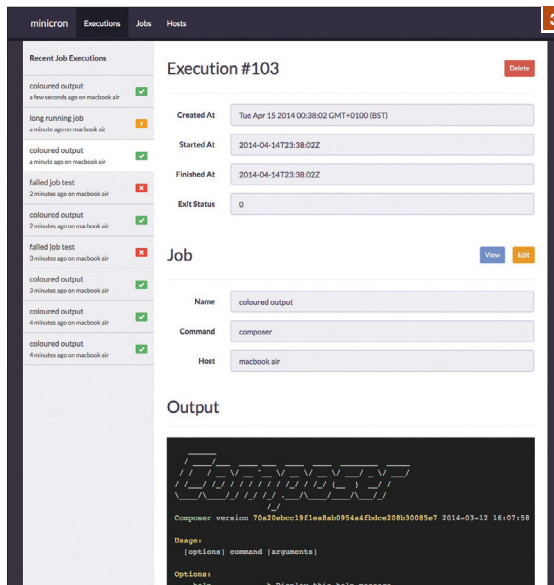 minicron Executions Jobs Hosts
3
Recent Job Executions
coloured output
a few seconds ago on macbook air
long running job
a minute ago on macbook air
coloured output
a minute ago on macbook air
failed job test
2 minutes ago on macbook air
coloured output
2 minutes ago on macbook air
failed job test
3 minutes ago on macbook air
coloured output
3 minutes ago on macbook air
coloured output
4 minutes ago on macbook air
coloured output
4 minutes ago on macbook air
Execution #103 Delete
Created At Tue Apr 15 2014 00:38:02 GMT+0100 (BST)
Started At 2014-04-14T23:38:02Z
Finished At 2014-04-14T23:38:02Z
Exit Status 0
Job View Edit
Name coloured output
Command composer
Host macbook air
Output
Composer
Composer version 70a20ebcc19f1ea8ab0954a4fbdce208b30085e7 2014-03-12 16:07:58
Usage:
[options] command [arguments]
Options:
--help Display this help message